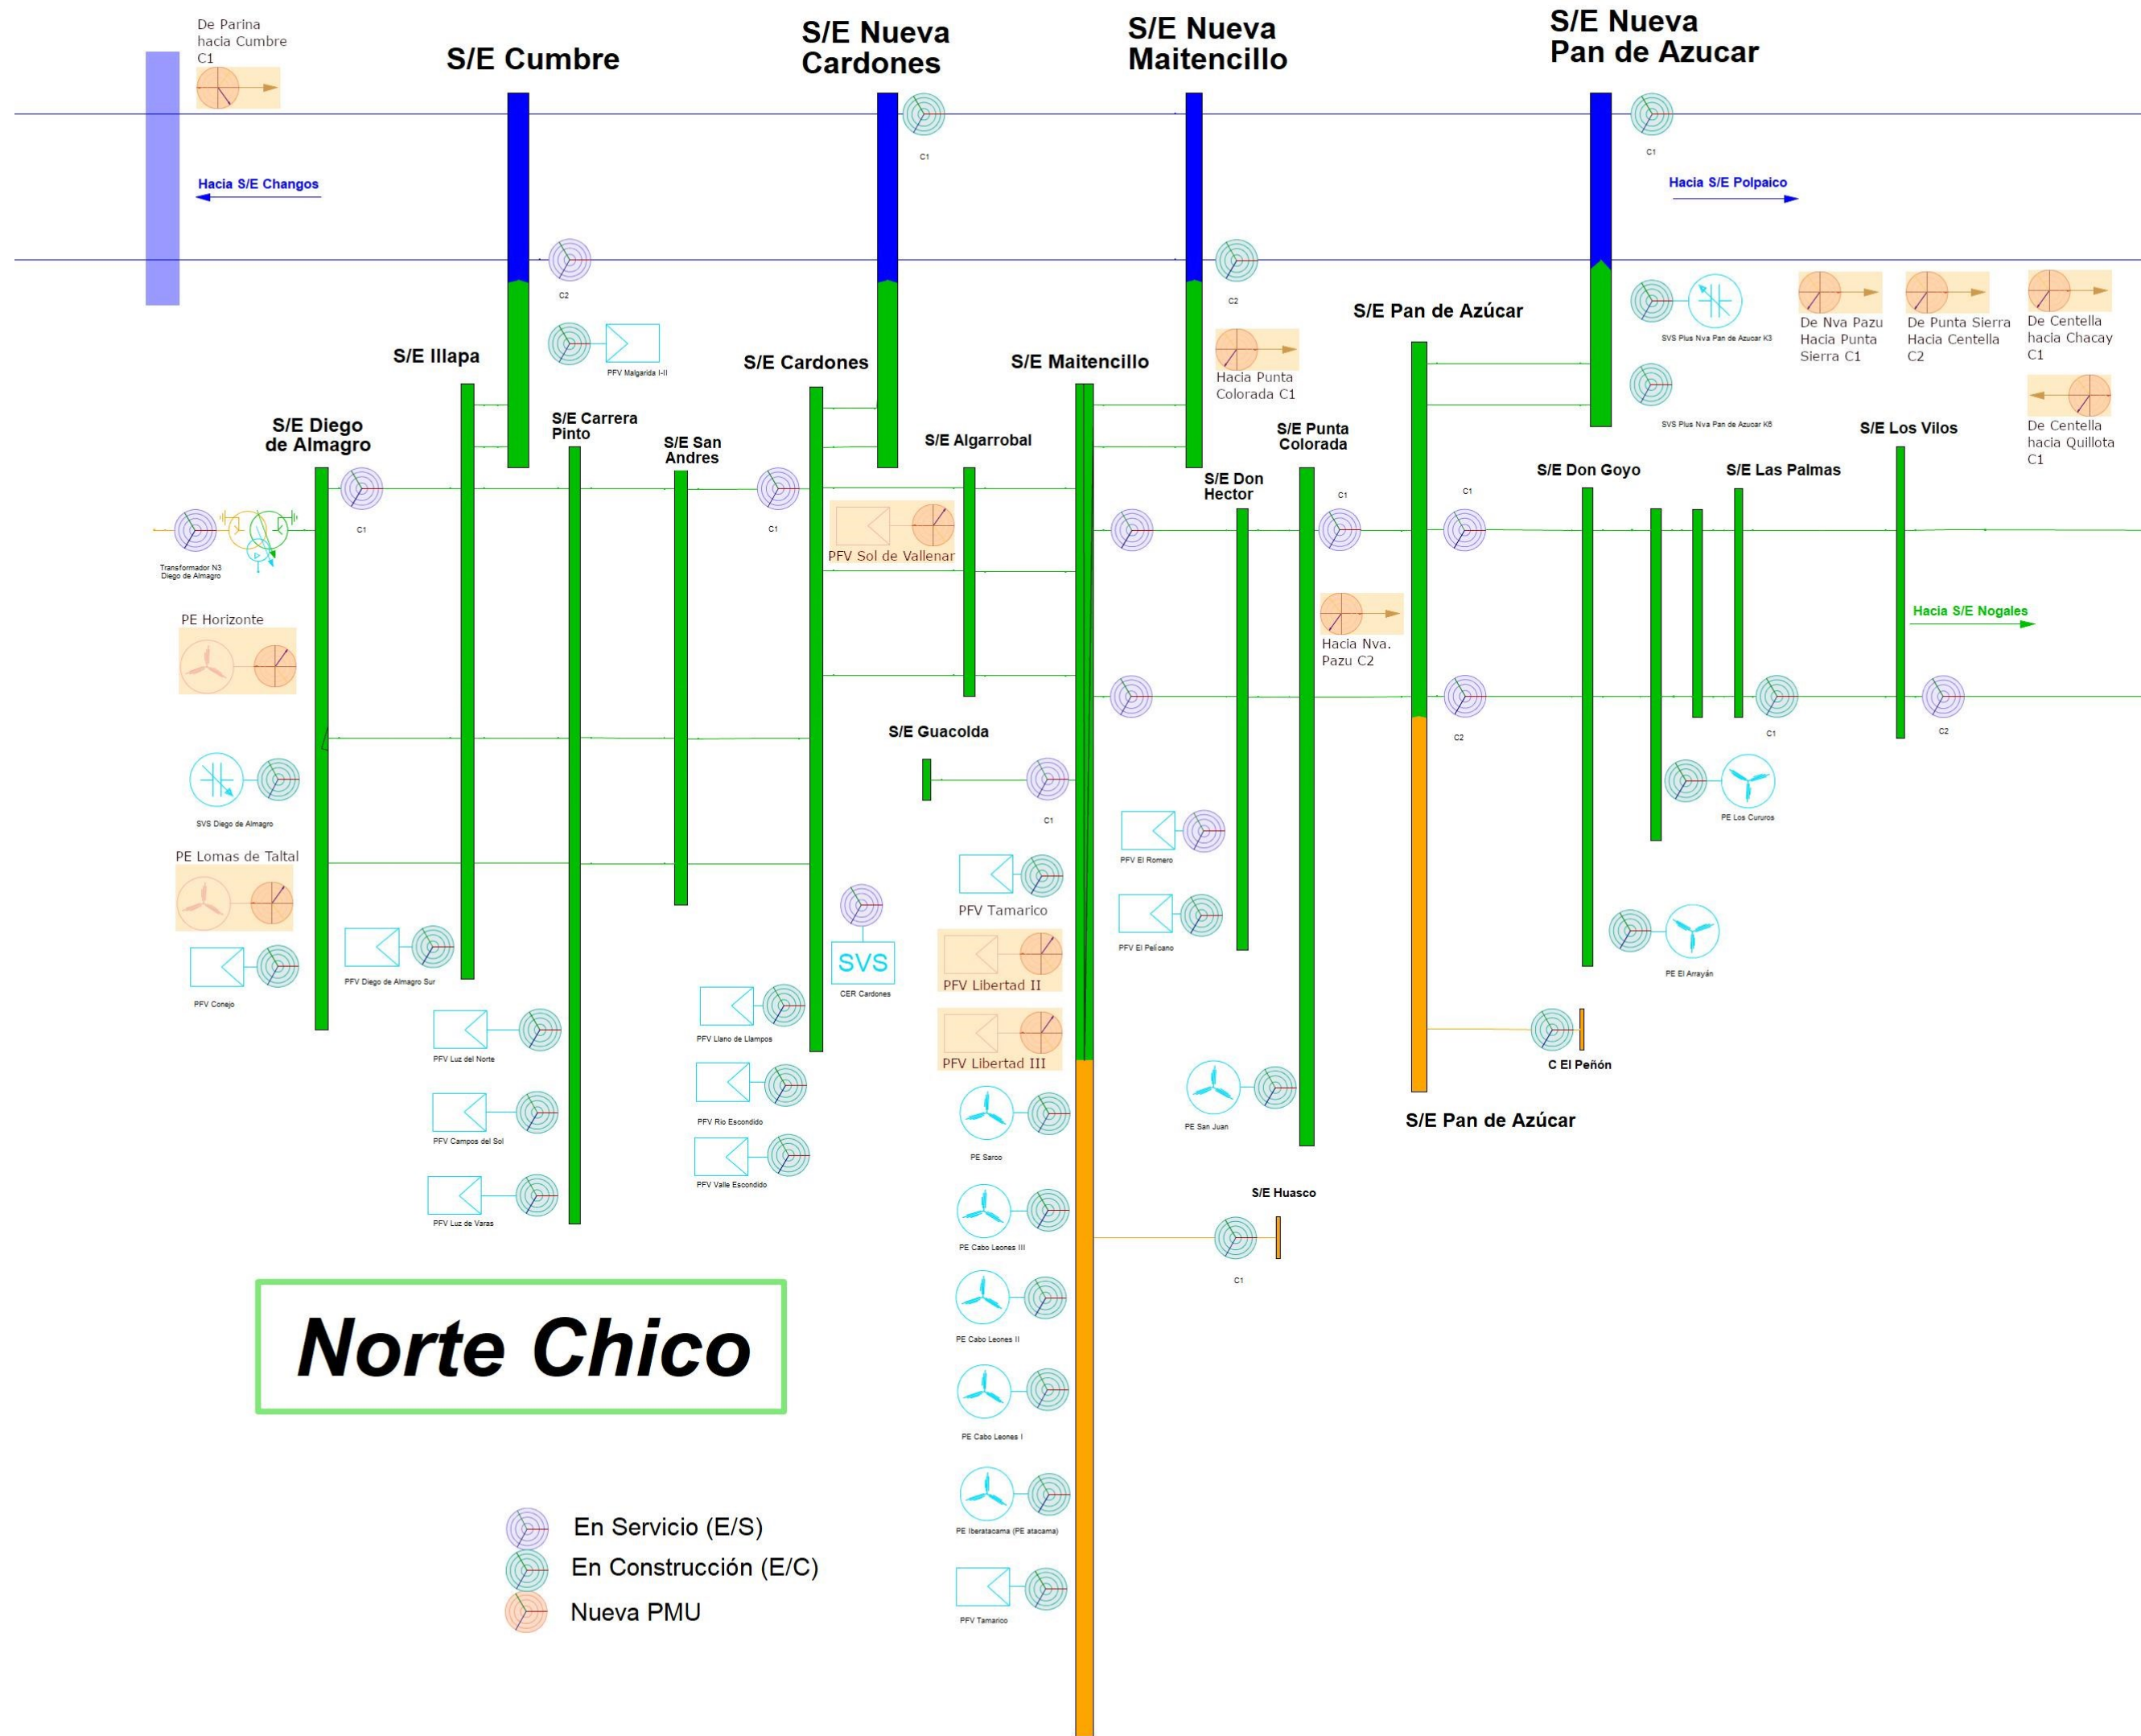 De Parina
hacia Cumbre
C1
S/E Cumbre
S/E Nueva
Cardones
S/E Nueva
Maitencillo
S/E Nueva
Pan de Azucar
C1
C1
Hacia S/E Changos
Hacia S/E Polpaico
C2
C2
S/E Illapa
PFV Malgarida I-II
S/E Cardones
S/E Maitencillo
Hacia Punta
Colorada C1
S/E Pan de Azúcar
SVS Plus Nva Pan de Azucar K3
De Nva Pazu
Hacia Punta
Sierra C1
De Punta Sierra
Hacia Centella
C2
De Centella
hacia Chacay
C1
SVS Plus Nva Pan de Azucar K6
De Centella
hacia Quillota
C1
S/E Diego
de Almagro
S/E Carrera
Pinto
S/E San
Andres
S/E Algarrobal
S/E Don
Hector
S/E Punta
Colorada
S/E Don Goyo
S/E Las Palmas
S/E Los Vilos
C1
C1
C1
C1
Transformador N3
Diego de Almagro
PFV Sol de Vallenar
PE Horizonte
Hacia Nva.
Pazu C2
Hacia S/E Nogales
S/E Guacolda
C2
C1
C2
SVS Diego de Almagro
C1
PE Los Cururos
PE Lomas de Taltal
PFV El Romero
PFV Tamarico
PFV El Pelícano
PFV Conejo
PFV Diego de Almagro Sur
SVS
CER Cardones
PFV Libertad II
PE El Arrayán
PFV Luz del Norte
PFV Llano de Llampos
PFV Libertad III
C El Peñón
PFV Campos del Sol
PFV Rio Escondido
PE San Juan
S/E Pan de Azúcar
PFV Luz de Varas
PFV Valle Escondido
PE Sarco
S/E Huasco
PE Cabo Leones III
C1
Norte Chico
PE Cabo Leones II
PE Cabo Leones I
PE Iberatacama (PE atacama)
PFV Tamarico
En Servicio (E/S)
En Construcción (E/C)
Nueva PMU